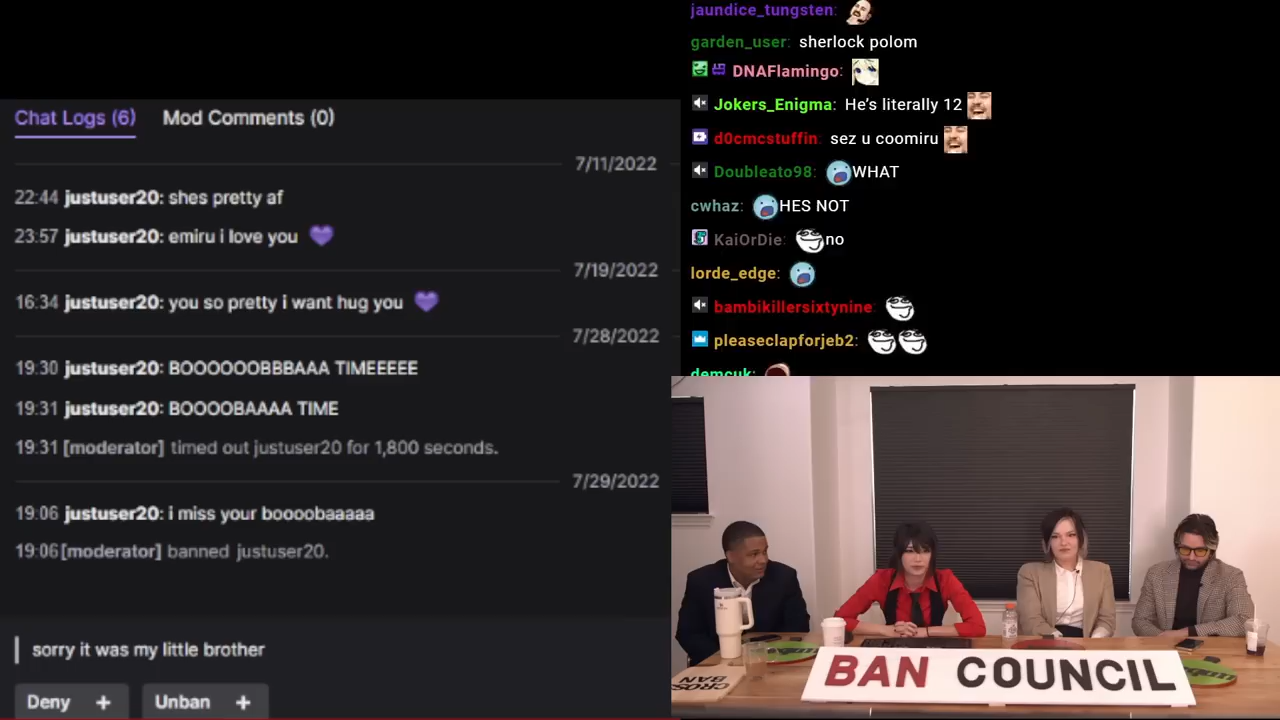 Chat Logs (6) Mod Comments (0)
7/11/2022
22:44 justuser20: shes pretty af
23:57 justuser20: emiru i love you
7/19/2022
16:34 justuser20: you so pretty i want hug you
7/28/2022
19:30 justuser20: BOOOOOOBBBAAA TIMEEEEE
19:31 justuser20: BOOOOBAAAA TIME
19:31 [moderator] timed out justuser20 for 1,800 seconds.
7/29/2022
19:06 justuser20: i miss your boooobaaaaa
19:06 [moderator] banned justuser20.
sorry it was my little brother
Deny + Unban +
jaundice_tungsten:
garden_user: sherlock polom
DNAFlamingo:
Jokers_Enigma: He's literally 12
d0cmcstuffin: sez u coomiru
Doubleato98: WHAT
cwhaz: HES NOT
KaiOrDie: no
lorde_edge:
bambikillersixtynine:
pleaseclapforjeb2:
demcuk:
BAN COUNCIL
CROSS
BAN